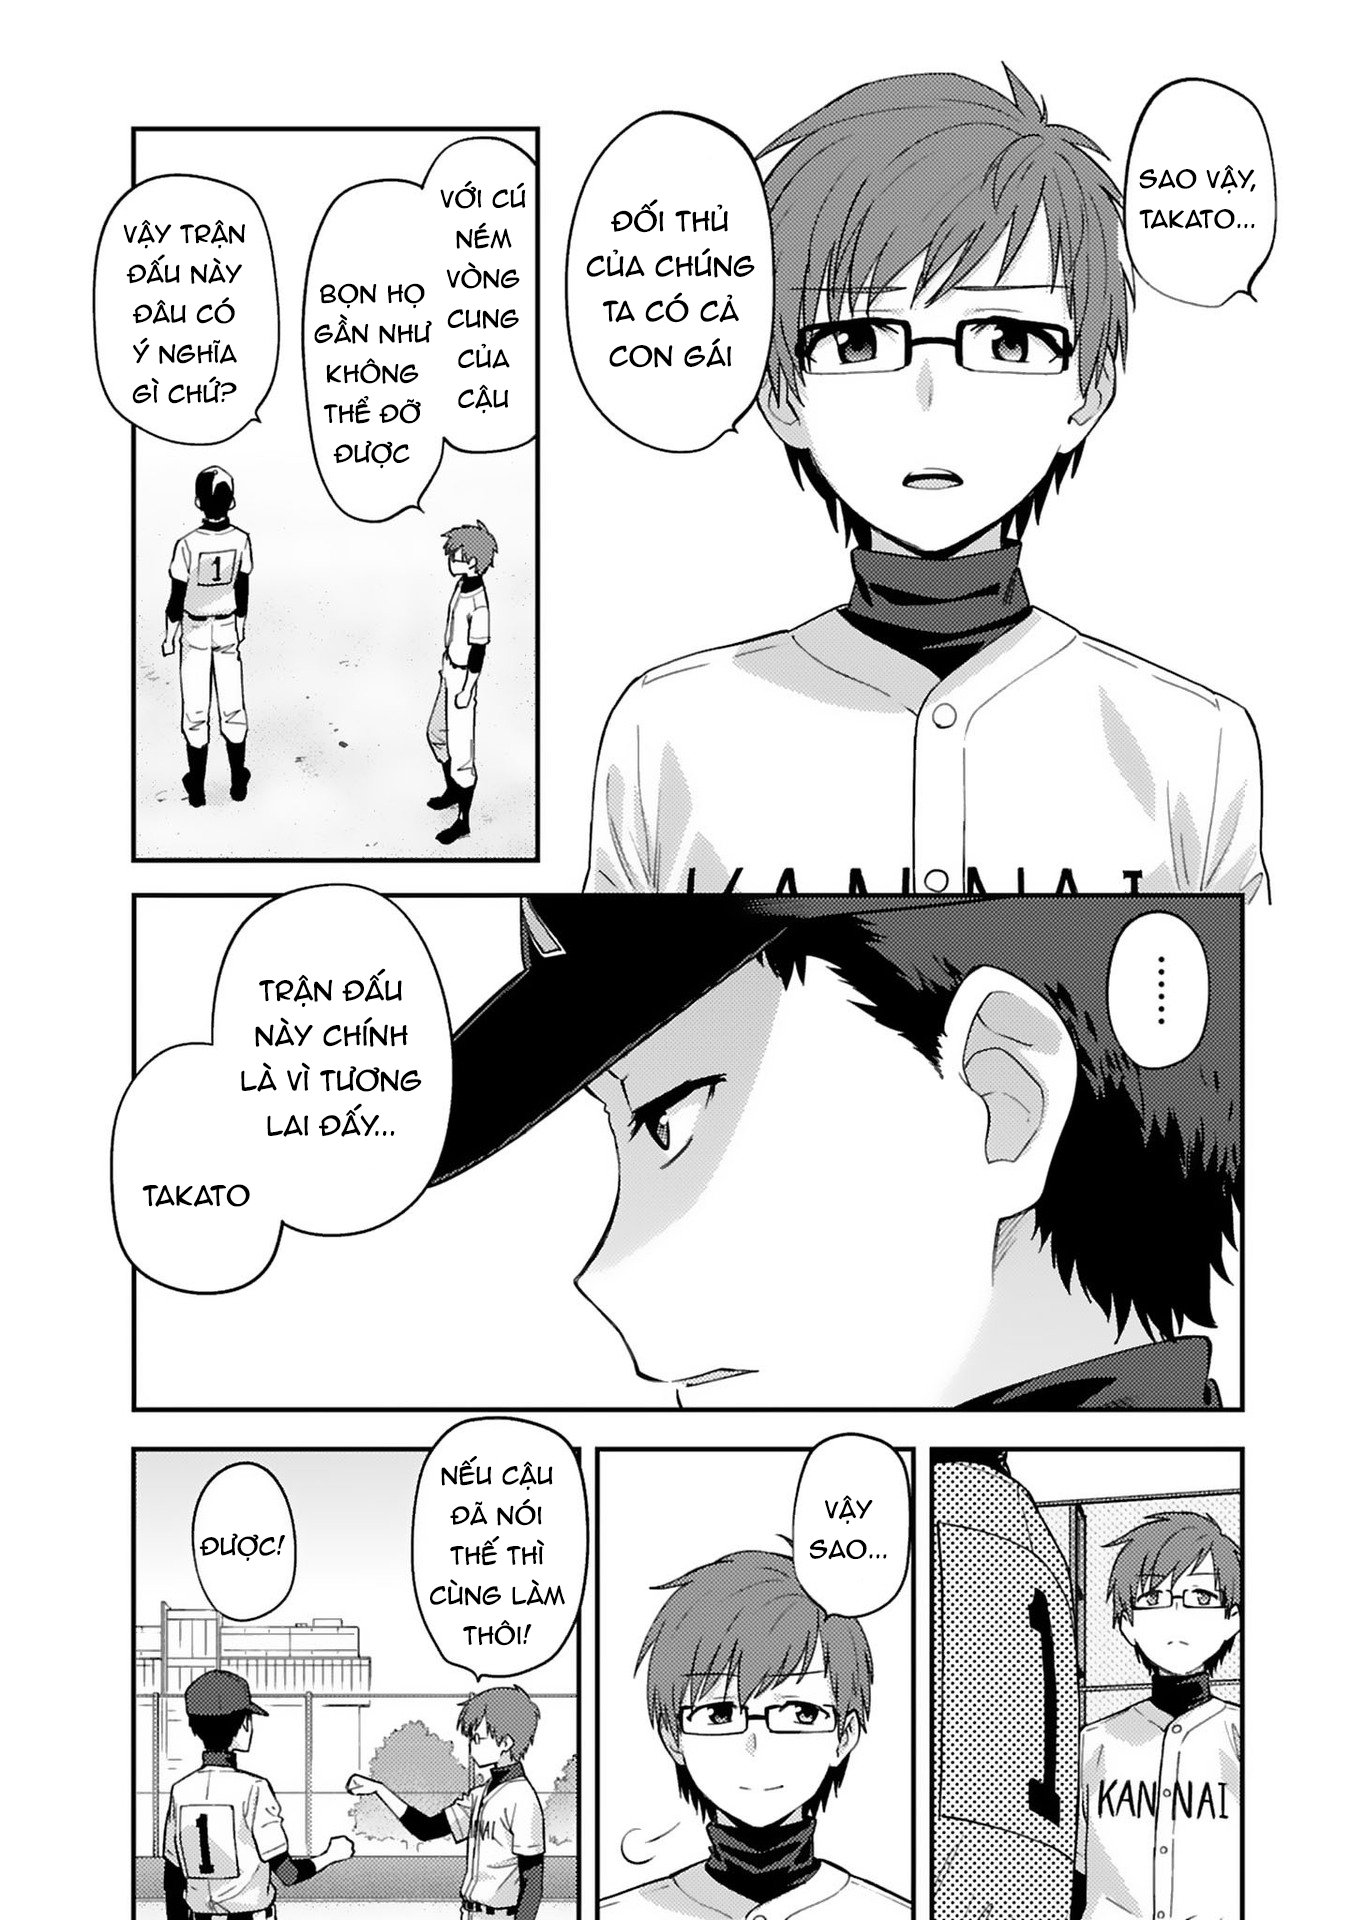 SAO VẬY,
TAKATO...
ĐỐI THỦ
CỦA CHÚNG
TA CÓ CẢ
CON GÁI
VỚI CÚ
NÉM
VÒNG
CUNG
CỦA
CẬU
BỌN HỌ
GẦN NHƯ
KHÔNG
THỂ ĐỠ
ĐƯỢC
VẬY TRẬN
ĐẤU NÀY
ĐÂU CÓ
Ý NGHĨA
GÌ CHỨ?
1
KANNAI
......
TRẬN ĐẤU
NÀY CHÍNH
LÀ VÌ TƯƠNG
LAI ĐẤY...
TAKATO
1
KANNAI
VẬY
SAO...
NẾU CẬU
ĐÃ NÓI
THẾ THÌ
CÙNG LÀM
THÔI!
ĐƯỢC!
1
NAI